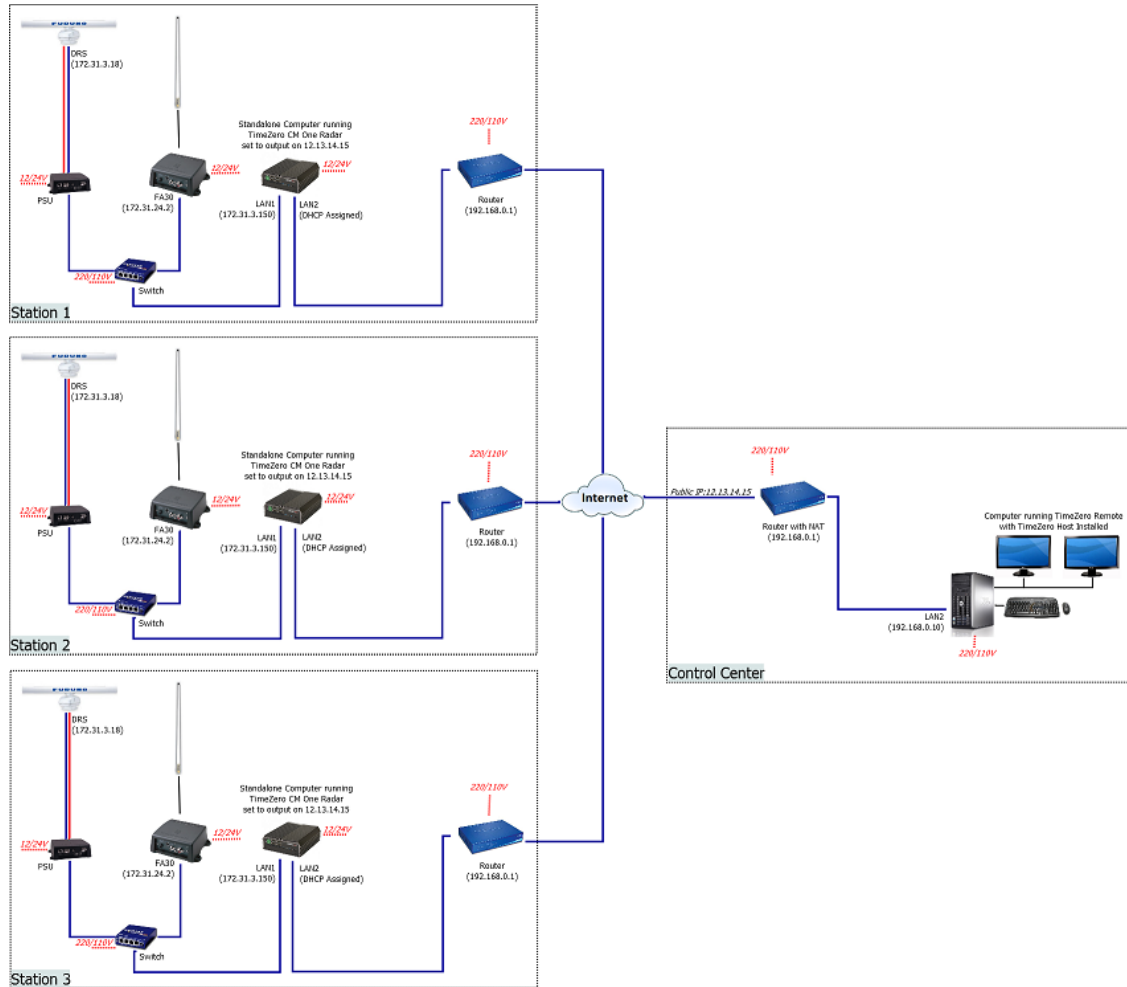 FURUNO
DRS
(172.31.3.18)
Standalone Computer running
TimeZero CM One Radar
set to output on 12.13.14.15
220/110V
12/24V
12/24V
12/24V
PSU
FA30
(172.31.24.2)
LAN1
(172.31.3.150)
LAN2
(DHCP Assigned)
Router
(192.168.0.1)
220/110V
Switch
Station 1
FURUNO
DRS
(172.31.3.18)
Standalone Computer running
TimeZero CM One Radar
set to output on 12.13.14.15
220/110V
12/24V
12/24V
12/24V
PSU
FA30
(172.31.24.2)
LAN1
(172.31.3.150)
LAN2
(DHCP Assigned)
Router
(192.168.0.1)
220/110V
Switch
Station 2
FURUNO
DRS
(172.31.3.18)
Standalone Computer running
TimeZero CM One Radar
set to output on 12.13.14.15
220/110V
12/24V
12/24V
12/24V
PSU
FA30
(172.31.24.2)
LAN1
(172.31.3.150)
LAN2
(DHCP Assigned)
Router
(192.168.0.1)
220/110V
Switch
Station 3
Internet
220/110V
Public IP:12.13.14.15
Router with NAT
(192.168.0.1)
Computer running TimeZero Remote
with TimeZero Host Installed
LAN2
(192.168.0.10)
220/110V
Control Center